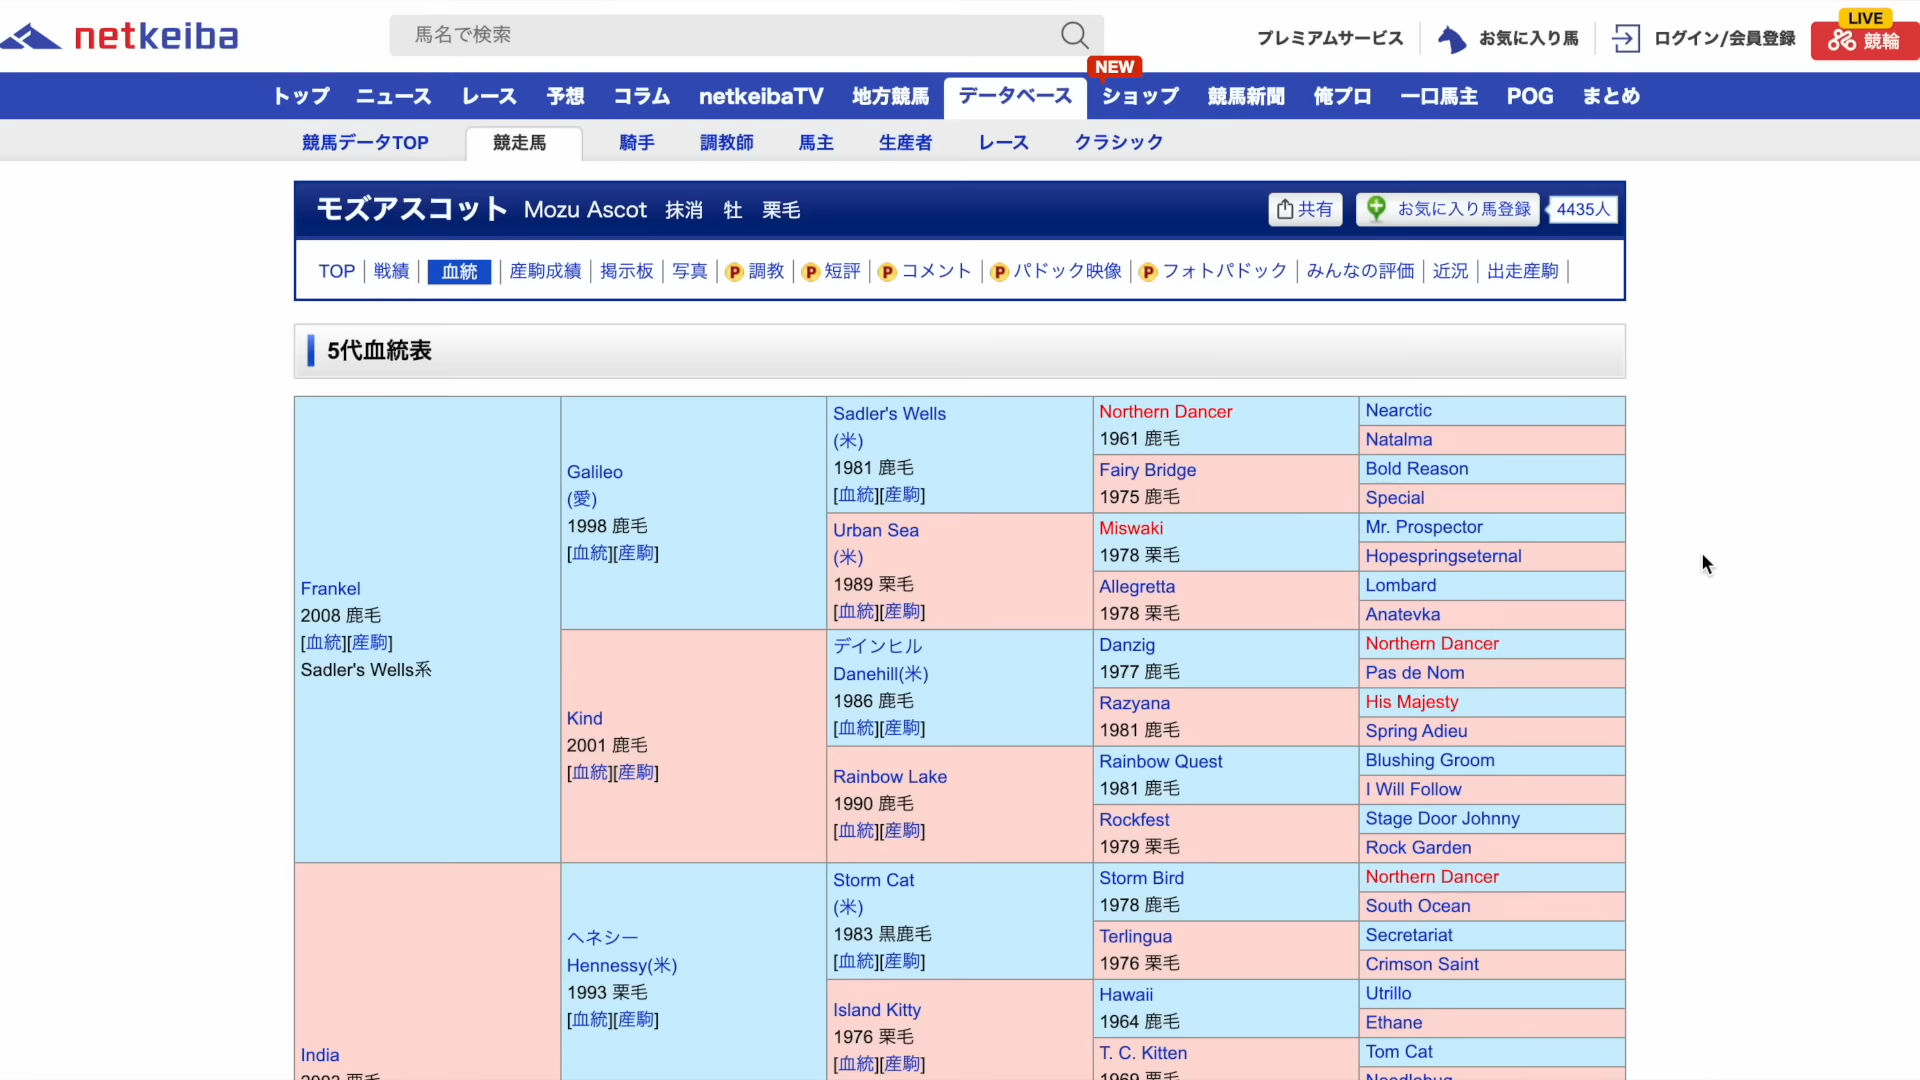 netkeiba
馬名で検索
プレミアムサービス
お気に入り馬
ログイン/会員登録
LIVE
競輪
NEW
トップ ニュース レース 予想 コラム netkeibaTV 地方競馬 データベース ショップ 競馬新聞 俺プロ 一口馬主 POG まとめ
競馬データTOP 競走馬 騎手 調教師 馬主 生産者 レース クラシック
モズアスコット Mozu Ascot 抹消 牡 栗毛
共有
お気に入り馬登録
4435人
TOP 戦績 血統 産駒成績 掲示板 写真 P 調教 P 短評 P コメント P パドック映像 P フォトパドック みんなの評価 近況 出走産駒
5代血統表
Frankel
2008 鹿毛
[血統][産駒]
Sadler's Wells系
Galileo
(愛)
1998 鹿毛
[血統][産駒]
Sadler's Wells
(米)
1981 鹿毛
[血統][産駒]
Northern Dancer
1961 鹿毛
Nearctic
Natalma
Fairy Bridge
1975 鹿毛
Bold Reason
Special
Urban Sea
(米)
1989 栗毛
[血統][産駒]
Miswaki
1978 栗毛
Mr. Prospector
Hopespringseternal
Allegretta
1978 栗毛
Lombard
Anatevka
Kind
2001 鹿毛
[血統][産駒]
デインヒル
Danehill(米)
1986 鹿毛
[血統][産駒]
Danzig
1977 鹿毛
Northern Dancer
Pas de Nom
Razyana
1981 鹿毛
His Majesty
Spring Adieu
Rainbow Lake
1990 鹿毛
[血統][産駒]
Rainbow Quest
1981 鹿毛
Blushing Groom
I Will Follow
Rockfest
1979 栗毛
Stage Door Johnny
Rock Garden
India
ヘネシー
Hennessy(米)
1993 栗毛
[血統][産駒]
Storm Cat
(米)
1983 黒鹿毛
[血統][産駒]
Storm Bird
1978 鹿毛
Northern Dancer
South Ocean
Terlingua
1976 栗毛
Secretariat
Crimson Saint
Island Kitty
1976 栗毛
[血統][産駒]
Hawaii
1964 鹿毛
Utrillo
Ethane
T. C. Kitten
1969 栗毛
Tom Cat